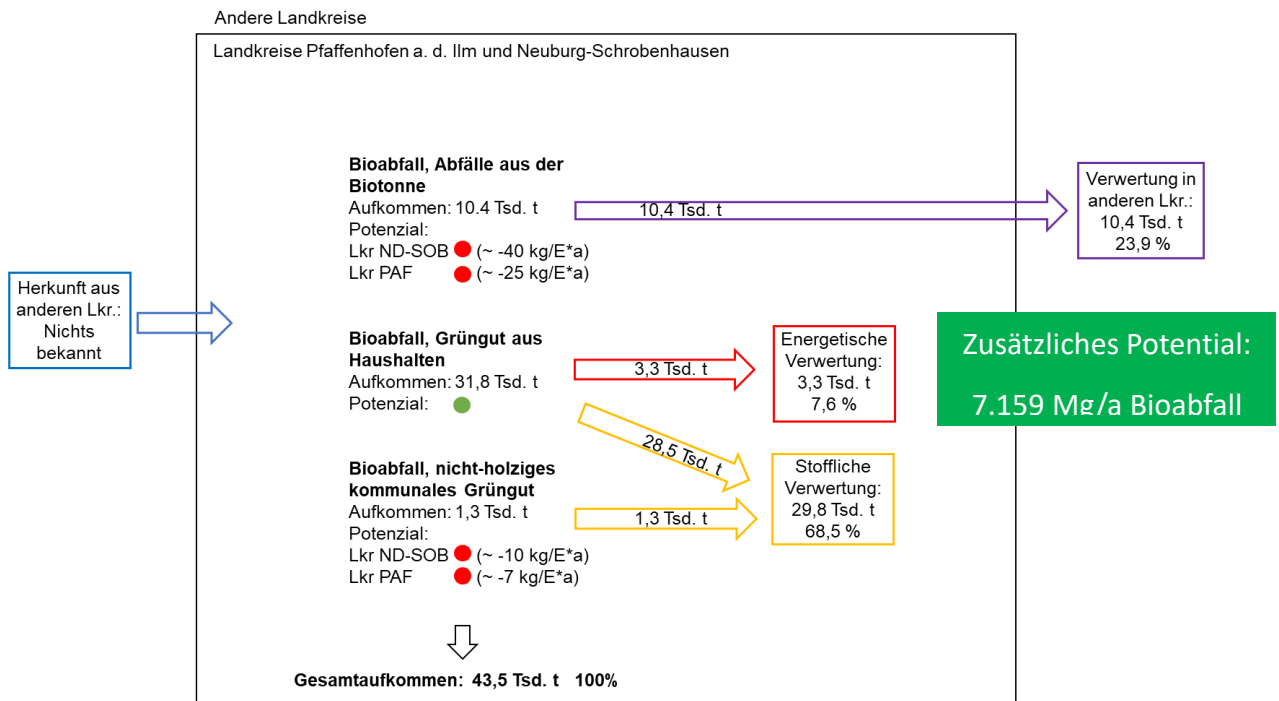 Andere Landkreise
Landkreise Pfaffenhofen a. d. Ilm und Neuburg-Schrobenhausen
Bioabfall, Abfälle aus der
Biotonne
Aufkommen: 10.4 Tsd. t
Potenzial:
Lkr ND-SOB (~ -40 kg/E*a)
Lkr PAF (~ -25 kg/E*a)
10,4 Tsd. t
Verwertung in
anderen Lkr.:
10,4 Tsd. t
23,9 %
Herkunft aus
anderen Lkr.:
Nichts
bekannt
Bioabfall, Grüngut aus
Haushalten
Aufkommen: 31,8 Tsd. t
Potenzial:
3,3 Tsd. t
Energetische
Verwertung:
3,3 Tsd. t
7,6 %
Zusätzliches Potential:
7.159 Mg/a Bioabfall
28,5 Tsd. t
Bioabfall, nicht-holziges
kommunales Grüngut
Aufkommen: 1,3 Tsd. t
Potenzial:
Lkr ND-SOB (~ -10 kg/E*a)
Lkr PAF (~ -7 kg/E*a)
1,3 Tsd. t
Stoffliche
Verwertung:
29,8 Tsd. t
68,5 %
Gesamtaufkommen: 43,5 Tsd. t 100%